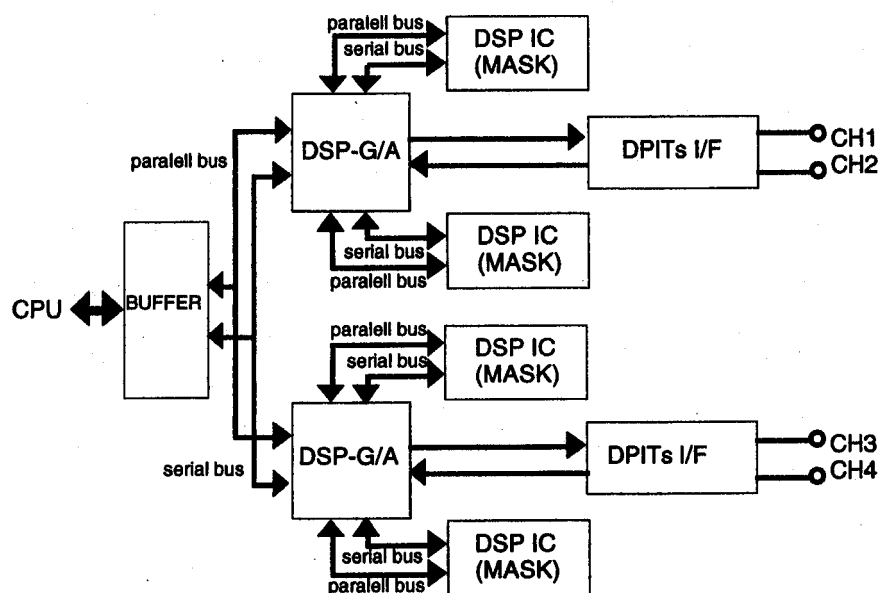 paralell bus
serial bus
DSP IC
(MASK)
DSP-G/A
DPITs I/F
CH1
CH2
paralell bus
serial bus
paralell bus
DSP IC
(MASK)
CPU
BUFFER
paralell bus
serial bus
DSP IC
(MASK)
DSP-G/A
DPITs I/F
CH3
CH4
serial bus
serial bus
paralell bus
DSP IC
(MASK)